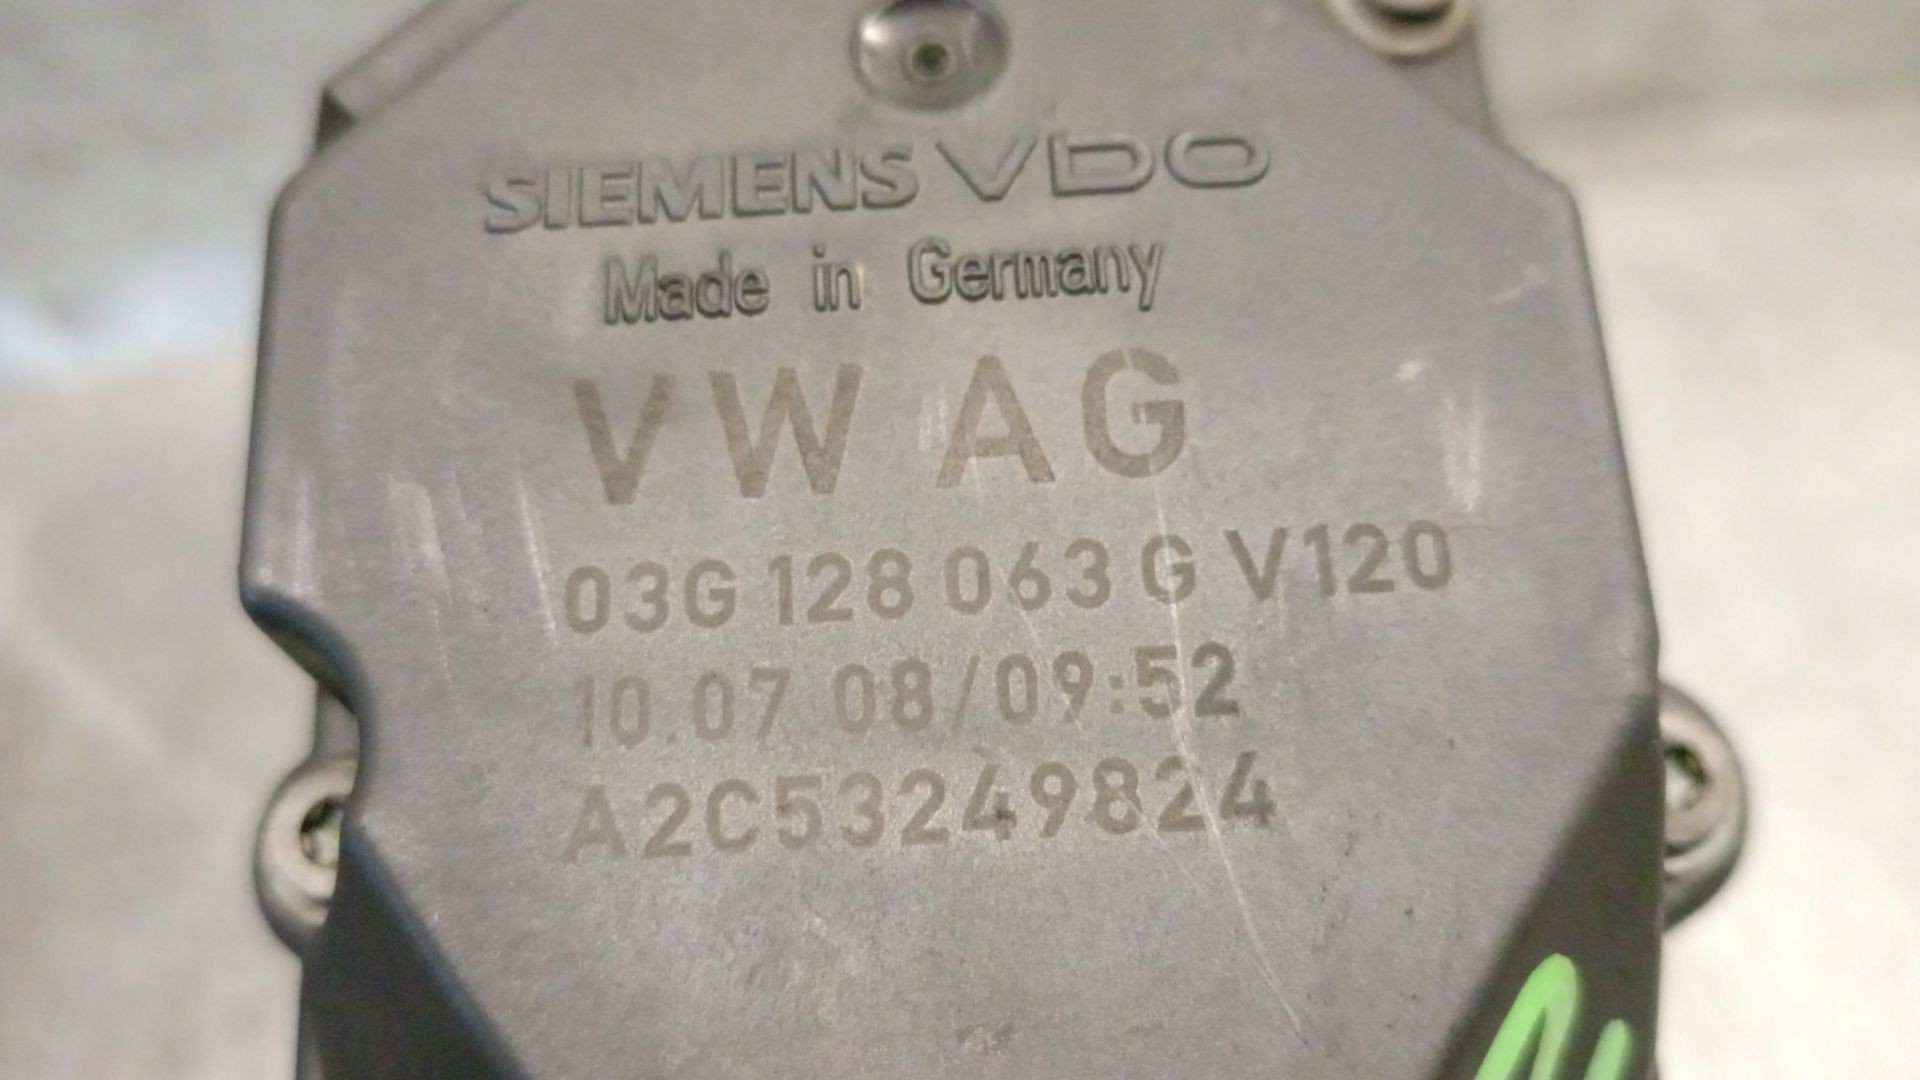 SIEMENS VDO
Made in Germany
VW AG
03G 128 063 G V120
10.07 08/09:52
A2C53249824